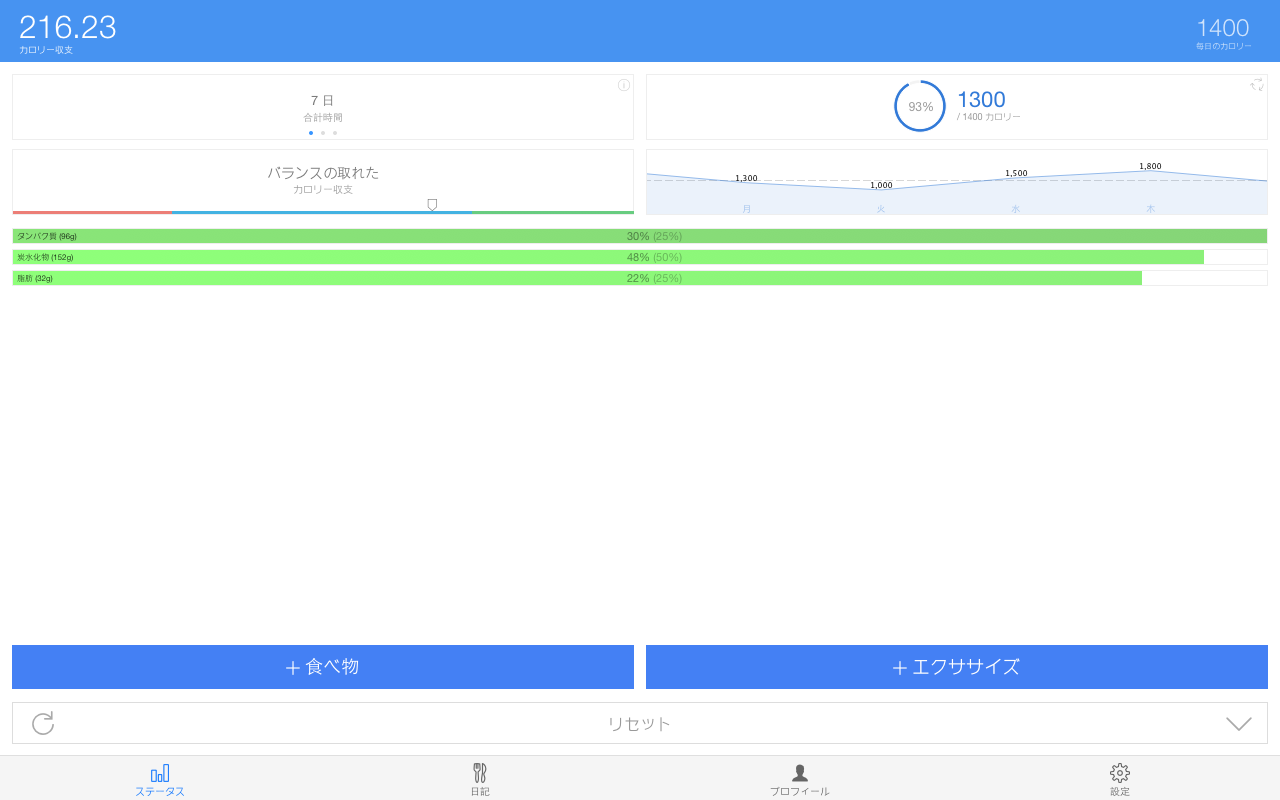 216.23
カロリー収支
1400
毎日のカロリー
7 日
合計時間
93%
1300
/ 1400 カロリー
バランスの取れた
カロリー収支
1,300
1,000
1,500
1,800
月
火
水
木
タンパク質 (96g)
30% (25%)
炭水化物 (152g)
48% (50%)
脂肪 (32g)
22% (25%)
+ 食べ物
+ エクササイズ
リセット
ステータス
日記
プロフィール
設定